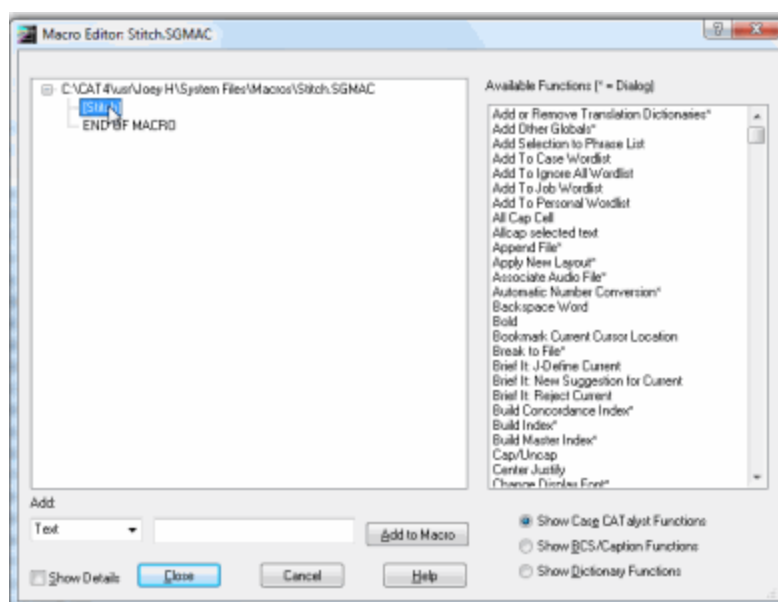 Macro Editor: Stitch.SGMAC
C:\CAT4\usr\Joey H\System Files\Macros\Stitch.SGMAC
[Stitch]
END OF MACRO
Available Functions (* = Dialog)
Add or Remove Translation Dictionaries*
Add Other Globals*
Add Selection to Phrase List
Add To Case Wordlist
Add To Ignore All Wordlist
Add To Job Wordlist
Add To Personal Wordlist
All Cap Cell
Allcap selected text
Append File*
Apply New Layout*
Associate Audio File*
Automatic Number Conversion*
Backspace Word
Bold
Bookmark Current Cursor Location
Break to File*
Brief It: J-Define Current
Brief It: New Suggestion for Current
Brief It: Reject Current
Build Concordance Index*
Build Index*
Build Master Index*
Cap/Uncap
Center Justify
Change Display Font*
Add:
Text
Add to Macro
Show Case CATalyst Functions
Show BCS/Caption Functions
Show Dictionary Functions
Show Details
Close
Cancel
Help